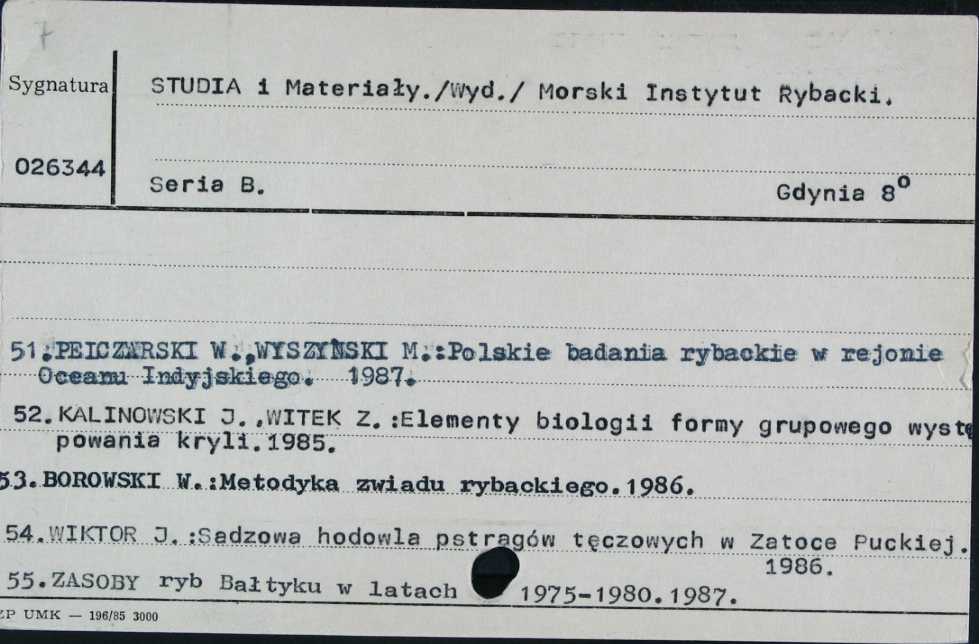 7
Sygnatura
STUDIA i Materiały./Wyd./ Morski Instytut Rybacki.
026344
Seria B.
Gdynia 8⁰
51.PEICZARSKI W.,WYSZYŃSKI M.:Polskie badania rybackie w rejonie
Oceanu Indyjskiego. 1987.
52.KALINOWSKI J.,WITEK Z.:Elementy biologii formy grupowego wystę
powania kryli.1985.
53.BOROWSKI W.:Metodyka zwiadu rybackiego.1986.
54.WIKTOR J.:Sadzowa hodowla pstrągów tęczowych w Zatoce Puckiej.
1986.
55.ZASOBY ryb Bałtyku w latach 1975-1980.1987.
ZP UMK — 196/85 3000